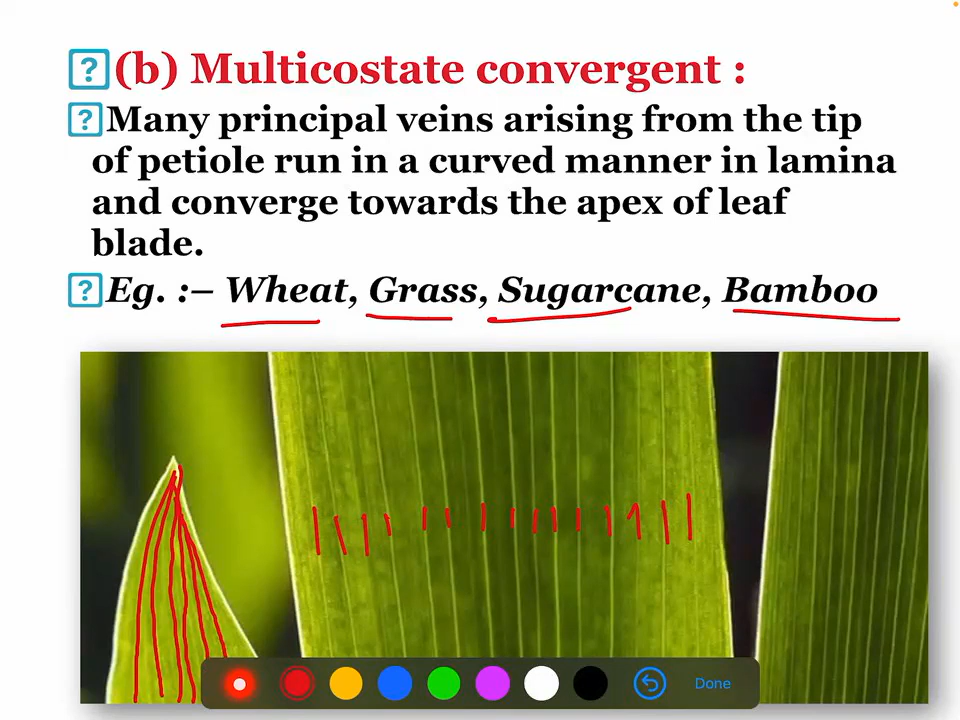 (b) Multicostate convergent :
Many principal veins arising from the tip
of petiole run in a curved manner in lamina
and converge towards the apex of leaf
blade.
Eg. :– Wheat, Grass, Sugarcane, Bamboo
Done